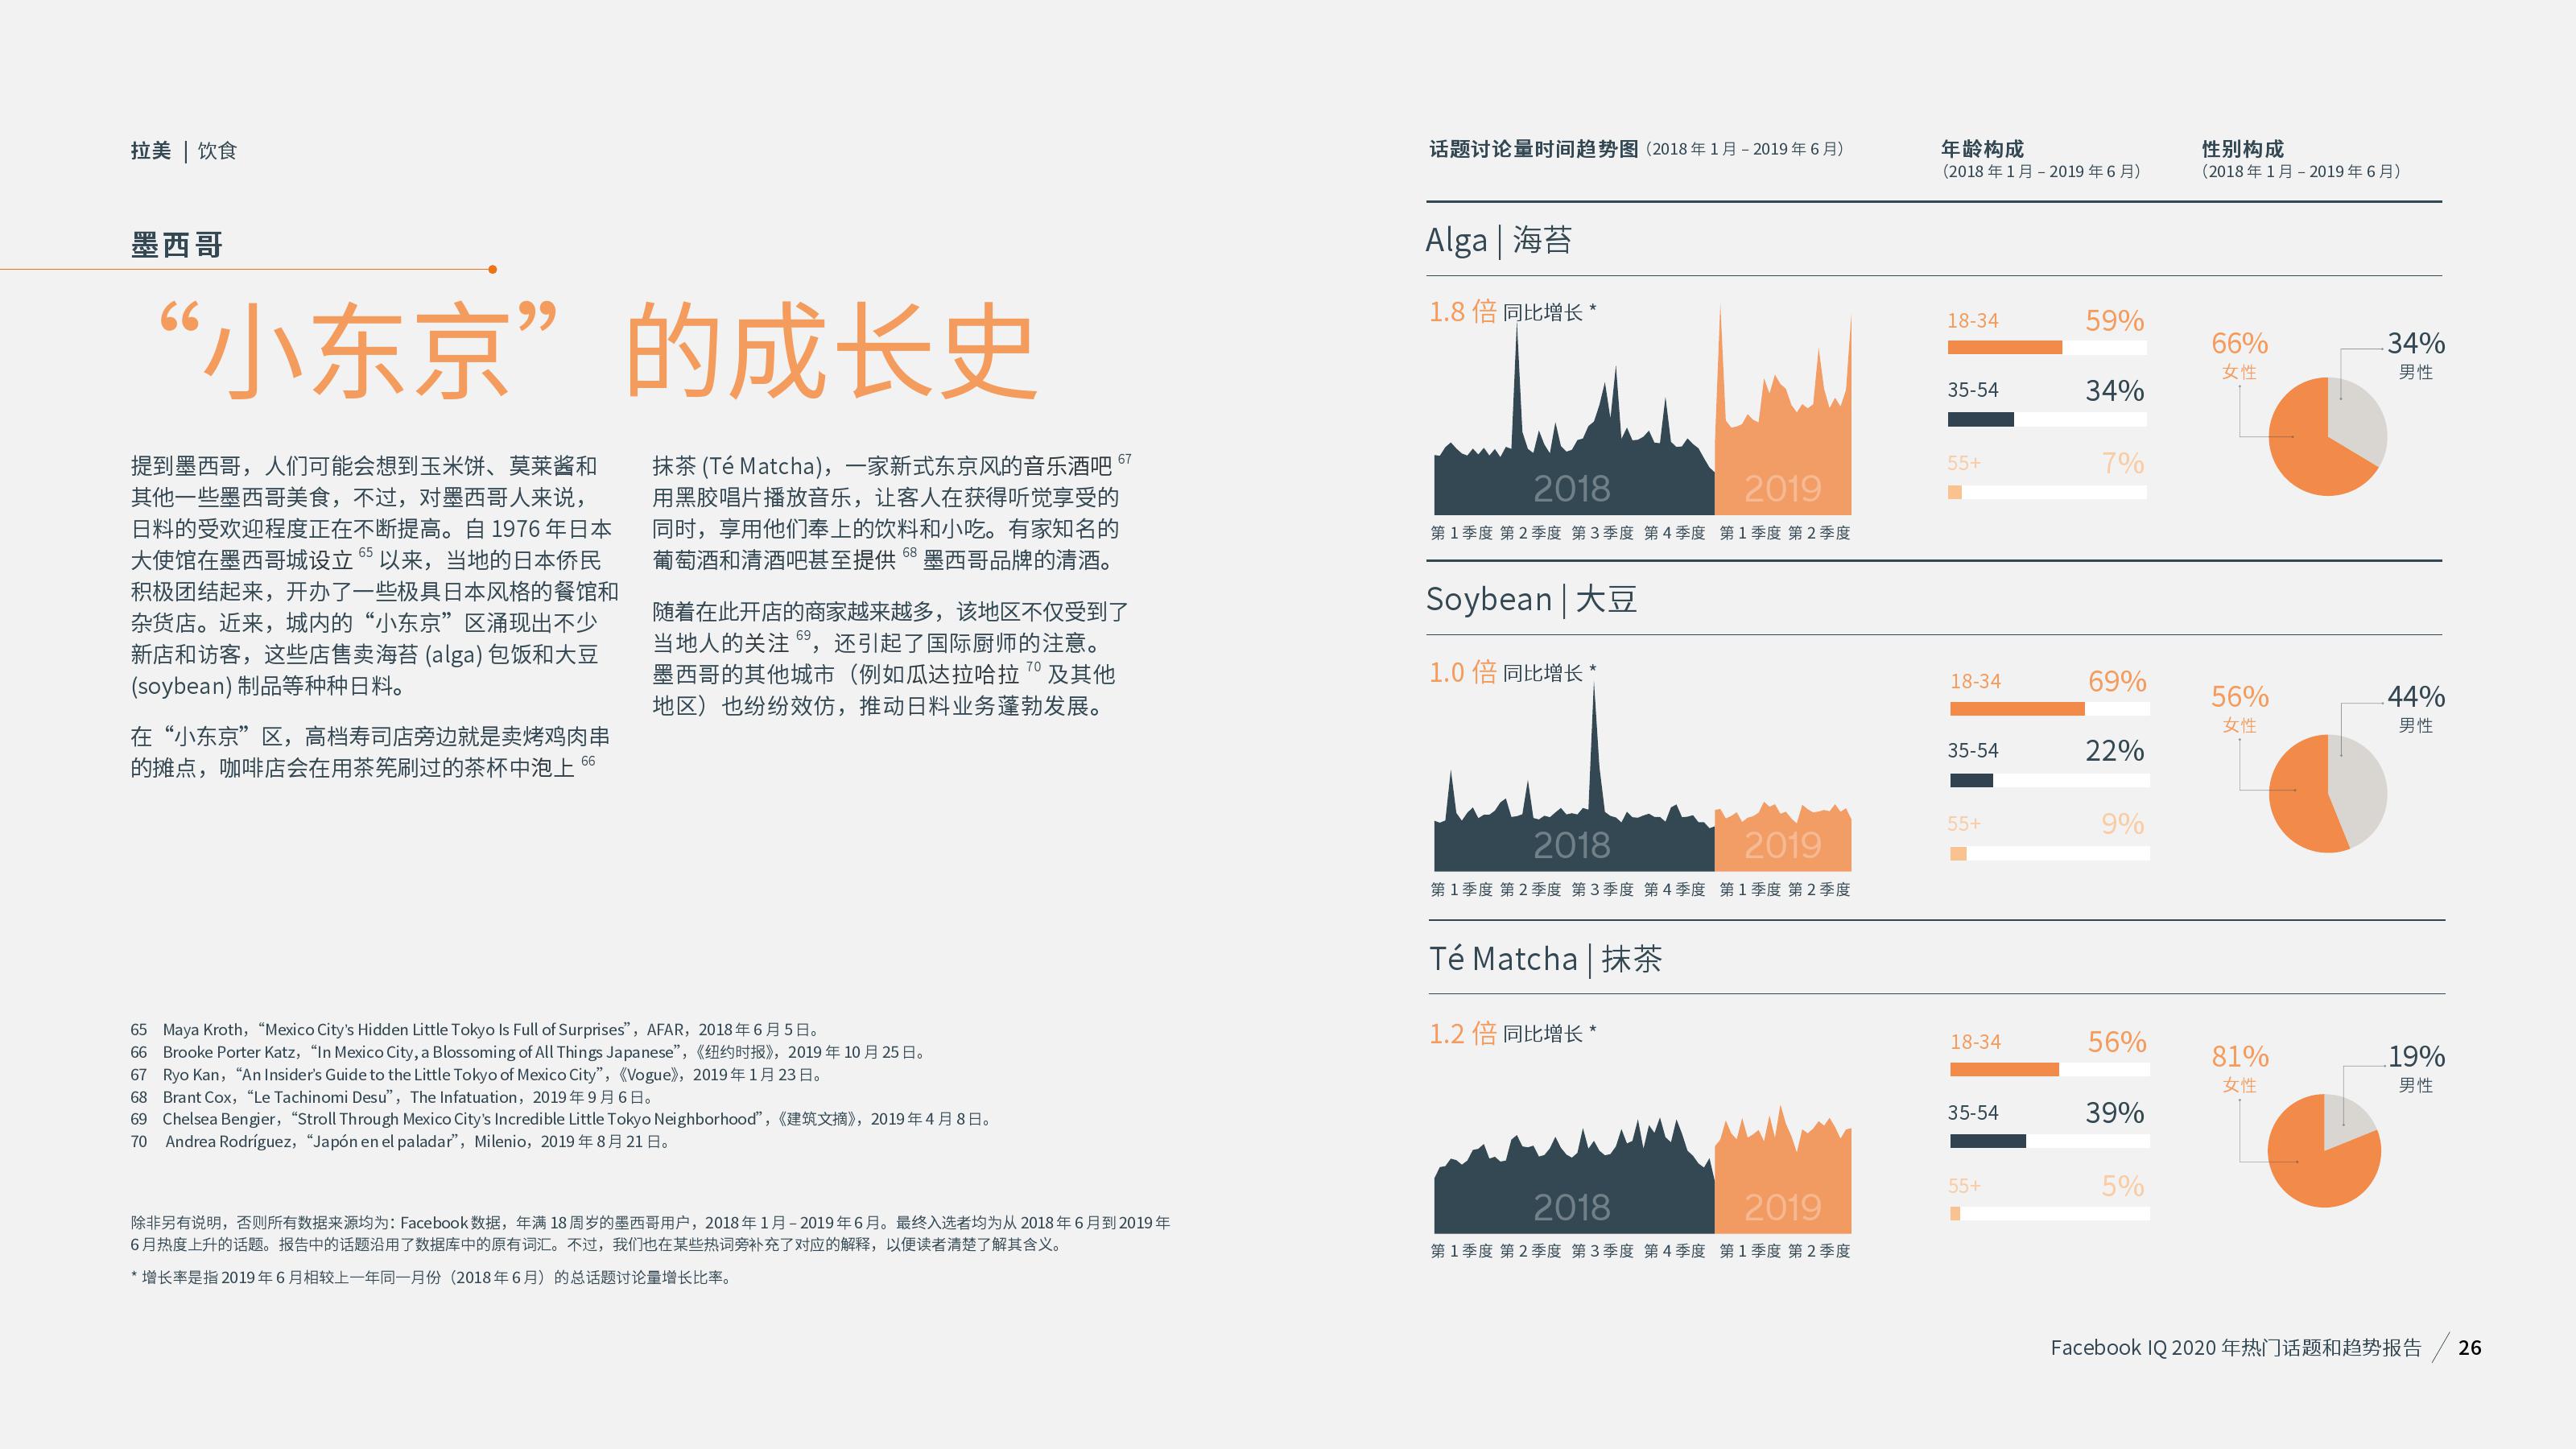 拉美 | 饮食
墨西哥
“小东京”的成长史
提到墨西哥，人们可能会想到玉米饼、莫莱酱和
其他一些墨西哥美食，不过，对墨西哥人来说，
日料的受欢迎程度正在不断提高。自 1976 年日本
大使馆在墨西哥城设立 65 以来，当地的日本侨民
积极团结起来，开办了一些极具日本风格的餐馆和
杂货店。近来，城内的“小东京”区涌现出不少
新店和访客，这些店售卖海苔 (alga) 包饭和大豆
(soybean) 制品等种种日料。
在“小东京”区，高档寿司店旁边就是卖烤鸡肉串
的摊点，咖啡店会在用茶筅刷过的茶杯中泡上 66
抹茶 (Té Matcha)，一家新式东京风的音乐酒吧 67
用黑胶唱片播放音乐，让客人在获得听觉享受的
同时，享用他们奉上的饮料和小吃。有家知名的
葡萄酒和清酒吧甚至提供 68 墨西哥品牌的清酒。
随着在此开店的商家越来越多，该地区不仅受到了
当地人的关注 69，还引起了国际厨师的注意。
墨西哥的其他城市（例如瓜达拉哈拉 70 及其他
地区）也纷纷效仿，推动日料业务蓬勃发展。
65 Maya Kroth，“Mexico City's Hidden Little Tokyo Is Full of Surprises”，AFAR，2018 年 6 月 5 日。
66 Brooke Porter Katz，“In Mexico City, a Blossoming of All Things Japanese”，《纽约时报》，2019 年 10 月 25 日。
67 Ryo Kan，“An Insider's Guide to the Little Tokyo of Mexico City”，《Vogue》，2019 年 1 月 23 日。
68 Brant Cox，“Le Tachinomi Desu”，The Infatuation，2019 年 9 月 6 日。
69 Chelsea Bengier，“Stroll Through Mexico City's Incredible Little Tokyo Neighborhood”，《建筑文摘》，2019 年 4 月 8 日。
70 Andrea Rodríguez，“Japón en el paladar”，Milenio，2019 年 8 月 21 日。
除非另有说明，否则所有数据来源均为：Facebook 数据，年满 18 周岁的墨西哥用户，2018 年 1 月 – 2019 年 6 月。最终入选者均为从 2018 年 6 月到 2019 年
6 月热度上升的话题。报告中的话题沿用了数据库中的原有词汇。不过，我们也在某些热词旁补充了对应的解释，以便读者清楚了解其含义。
* 增长率是指 2019 年 6 月相较上一年同一月份（2018 年 6 月）的总话题讨论量增长比率。
话题讨论量时间趋势图（2018 年 1 月 – 2019 年 6 月）
年龄构成
（2018 年 1 月 – 2019 年 6 月）
性别构成
（2018 年 1 月 – 2019 年 6 月）
Alga | 海苔
1.8 倍 同比增长 *
2018 2019
第 1 季度 第 2 季度 第 3 季度 第 4 季度 第 1 季度 第 2 季度
18-34 59%
35-54 34%
55+ 7%
66%
女性
34%
男性
Soybean | 大豆
1.0 倍 同比增长 *
2018 2019
第 1 季度 第 2 季度 第 3 季度 第 4 季度 第 1 季度 第 2 季度
18-34 69%
35-54 22%
55+ 9%
56%
女性
44%
男性
Té Matcha | 抹茶
1.2 倍 同比增长 *
2018 2019
第 1 季度 第 2 季度 第 3 季度 第 4 季度 第 1 季度 第 2 季度
18-34 56%
35-54 39%
55+ 5%
81%
女性
19%
男性
Facebook IQ 2020 年热门话题和趋势报告 / 26